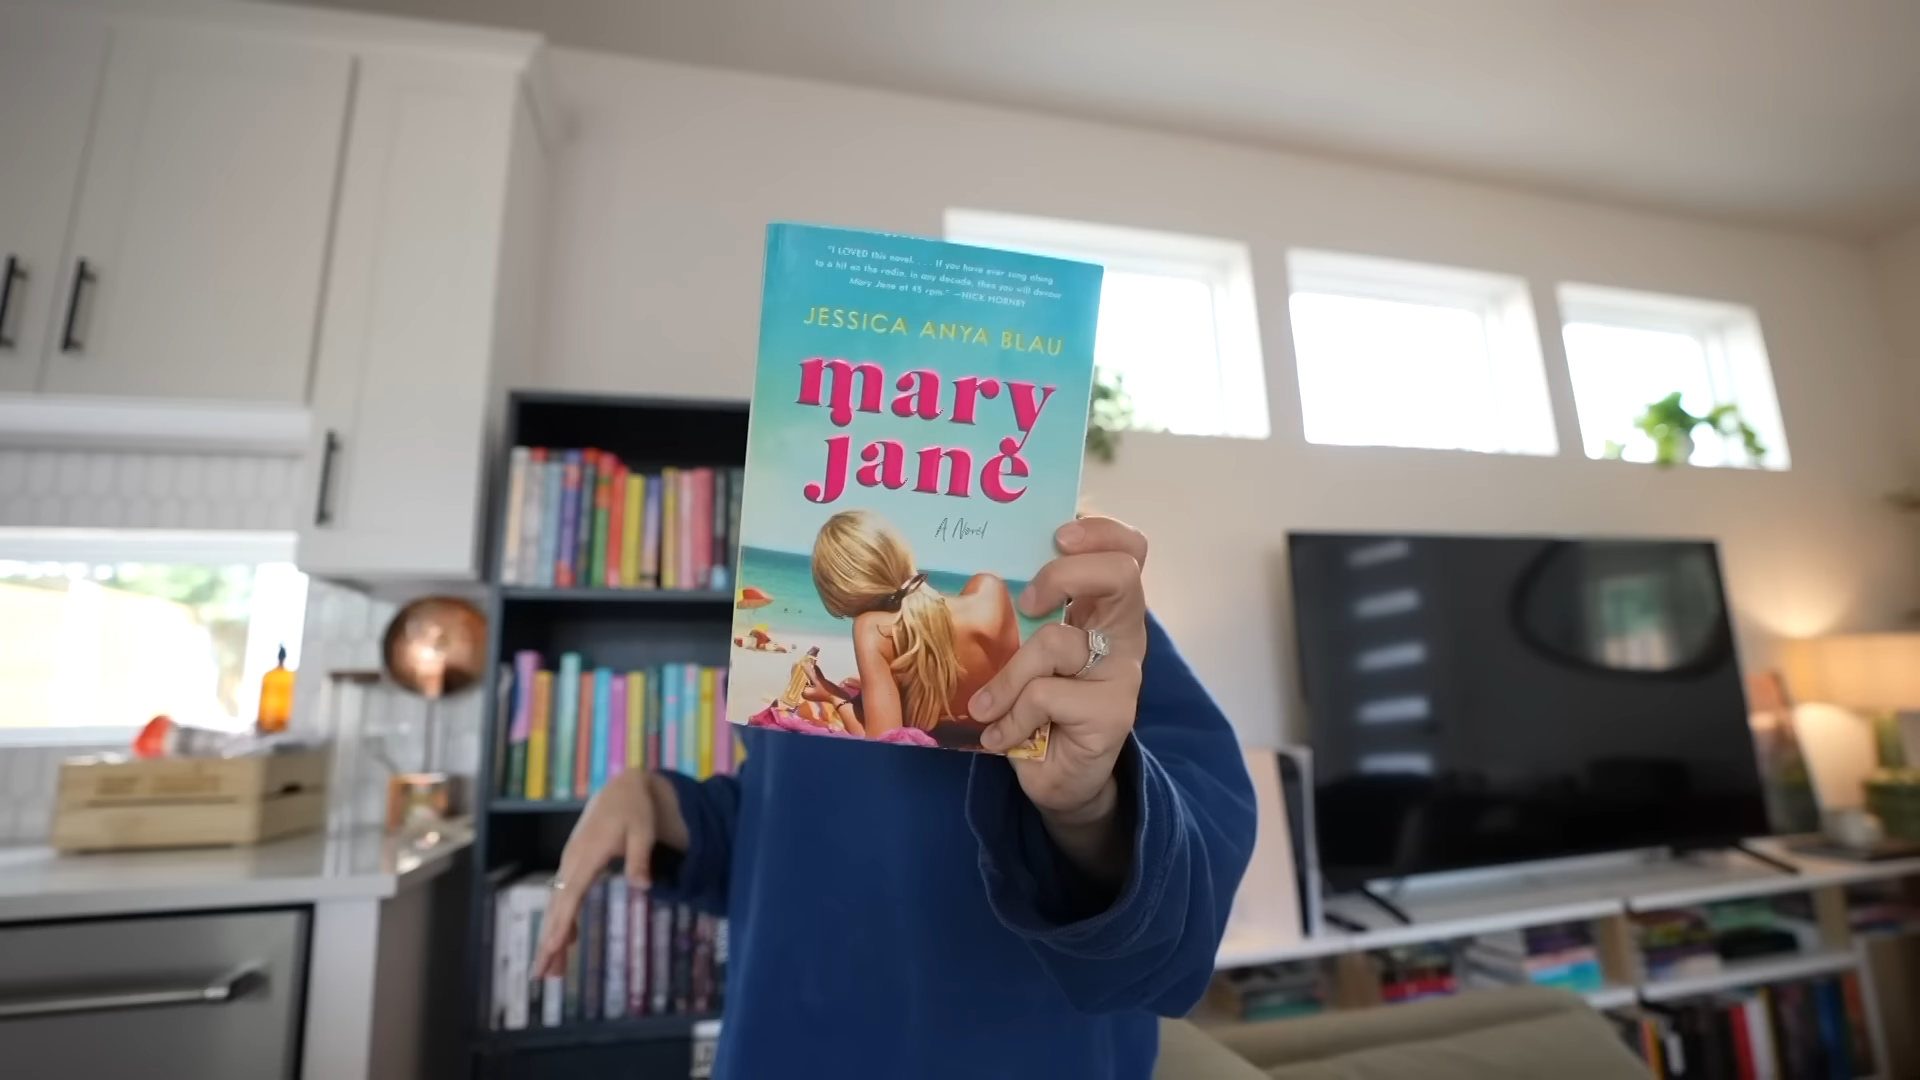 "I LOVED this novel. . . . If you have ever sung along
to a hit on the radio, in any decade, then you will devour
Mary Jane at 45 rpm." —NICK HORNBY
JESSICA ANYA BLAU
mary
jane
A Novel